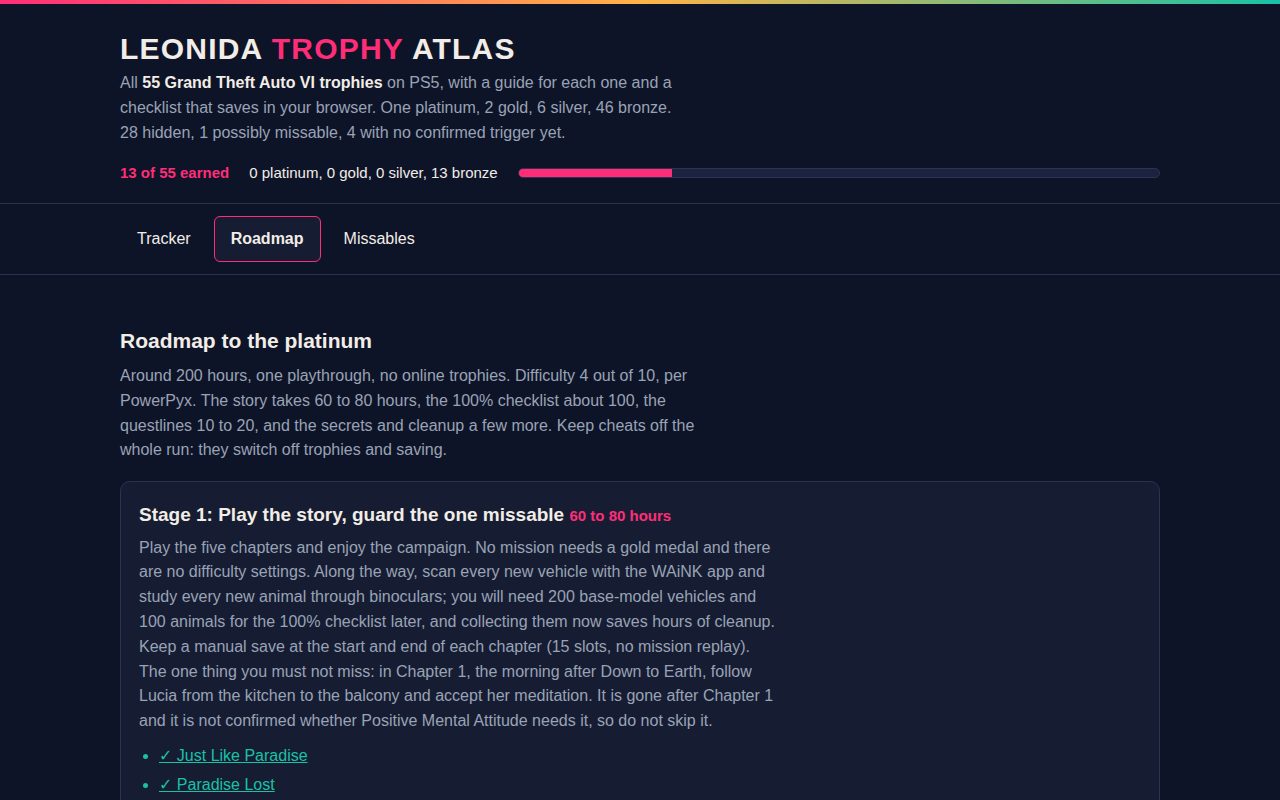 LEONIDA TROPHY ATLAS
All 55 Grand Theft Auto VI trophies on PS5, with a guide for each one and a
checklist that saves in your browser. One platinum, 2 gold, 6 silver, 46 bronze.
28 hidden, 1 possibly missable, 4 with no confirmed trigger yet.
13 of 55 earned 0 platinum, 0 gold, 0 silver, 13 bronze
Tracker Roadmap Missables
Roadmap to the platinum
Around 200 hours, one playthrough, no online trophies. Difficulty 4 out of 10, per
PowerPyx. The story takes 60 to 80 hours, the 100% checklist about 100, the
questlines 10 to 20, and the secrets and cleanup a few more. Keep cheats off the
whole run: they switch off trophies and saving.
Stage 1: Play the story, guard the one missable 60 to 80 hours
Play the five chapters and enjoy the campaign. No mission needs a gold medal and there
are no difficulty settings. Along the way, scan every new vehicle with the WAiNK app and
study every new animal through binoculars; you will need 200 base-model vehicles and
100 animals for the 100% checklist later, and collecting them now saves hours of cleanup.
Keep a manual save at the start and end of each chapter (15 slots, no mission replay).
The one thing you must not miss: in Chapter 1, the morning after Down to Earth, follow
Lucia from the kitchen to the balcony and accept her meditation. It is gone after Chapter 1
and it is not confirmed whether Positive Mental Attitude needs it, so do not skip it.
• ✓ Just Like Paradise
• ✓ Paradise Lost